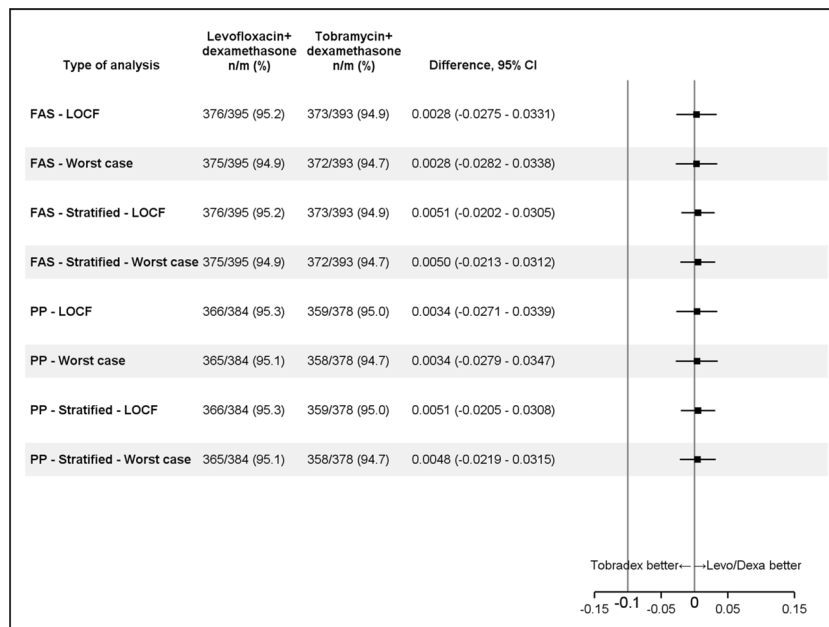 Levofloxacin+ Tobramycin+
dexamethasone dexamethasone
Type of analysis n/m (%) n/m (%) Difference, 95% CI
FAS - LOCF 376/395 (95.2) 373/393 (94.9) 0.0028 (-0.0275 - 0.0331)
FAS - Worst case 375/395 (94.9) 372/393 (94.7) 0.0028 (-0.0282 - 0.0338)
FAS - Stratified - LOCF 376/395 (95.2) 373/393 (94.9) 0.0051 (-0.0202 - 0.0305)
FAS - Stratified - Worst case 375/395 (94.9) 372/393 (94.7) 0.0050 (-0.0213 - 0.0312)
PP - LOCF 366/384 (95.3) 359/378 (95.0) 0.0034 (-0.0271 - 0.0339)
PP - Worst case 365/384 (95.1) 358/378 (94.7) 0.0034 (-0.0279 - 0.0347)
PP - Stratified - LOCF 366/384 (95.3) 359/378 (95.0) 0.0051 (-0.0205 - 0.0308)
PP - Stratified - Worst case 365/384 (95.1) 358/378 (94.7) 0.0048 (-0.0219 - 0.0315)
Tobradex better←→Levo/Dexa better
-0.15 -0.1 -0.05 0 0.05 0.15